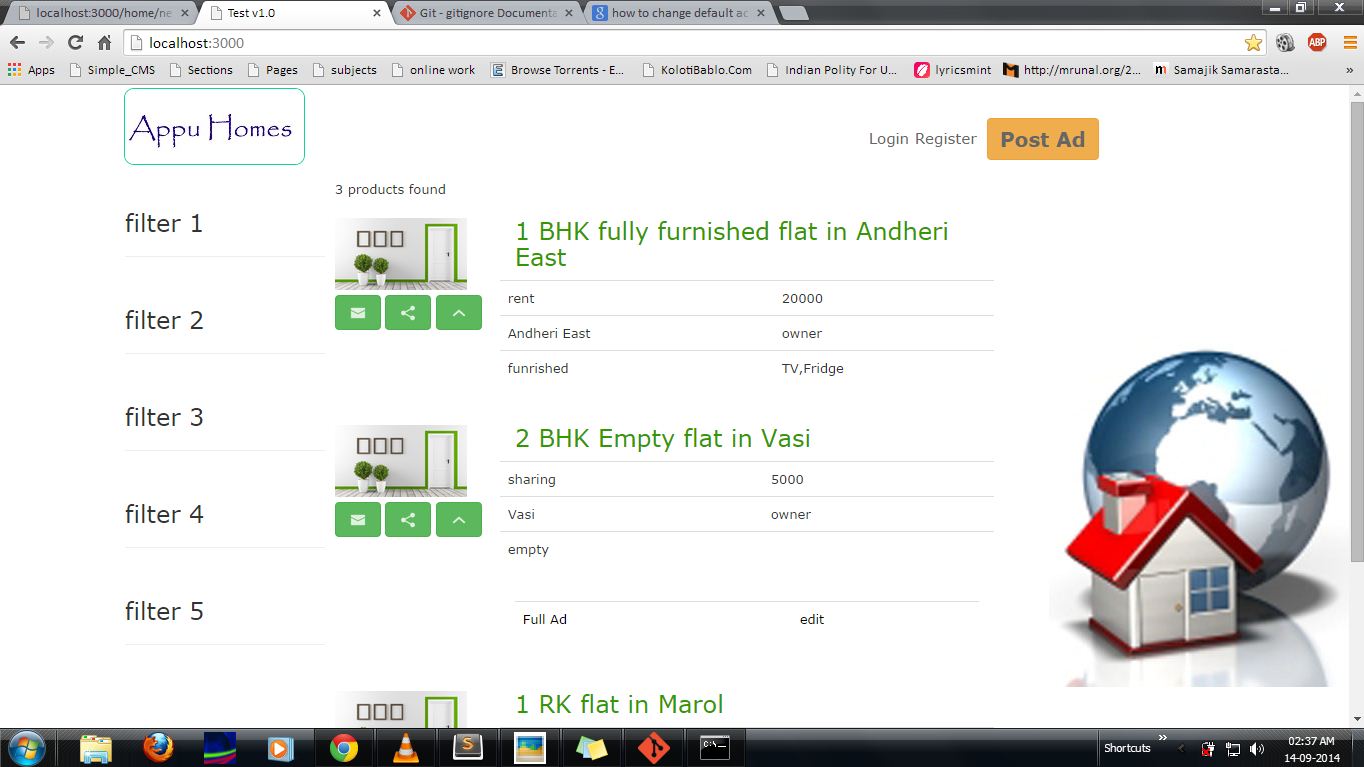 localhost:3000/home/ne
Test v1.0
Git - gitignore Documenta
how to change default ac
localhost:3000
ABP
Apps
Simple_CMS
Sections
Pages
subjects
online work
Browse Torrents - E...
KolotiBablo.Com
Indian Polity For U...
lyricsmint
http://mrunal.org/2...
Samajik Samarasta...
»
Appu Homes
Login Register
Post Ad
3 products found
filter 1
filter 2
filter 3
filter 4
filter 5
1 BHK fully furnished flat in Andheri
East
rent 20000
Andheri East owner
funrished TV,Fridge
2 BHK Empty flat in Vasi
sharing 5000
Vasi owner
empty
Full Ad edit
1 RK flat in Marol
Shortcuts
»
02:37 AM
14-09-2014